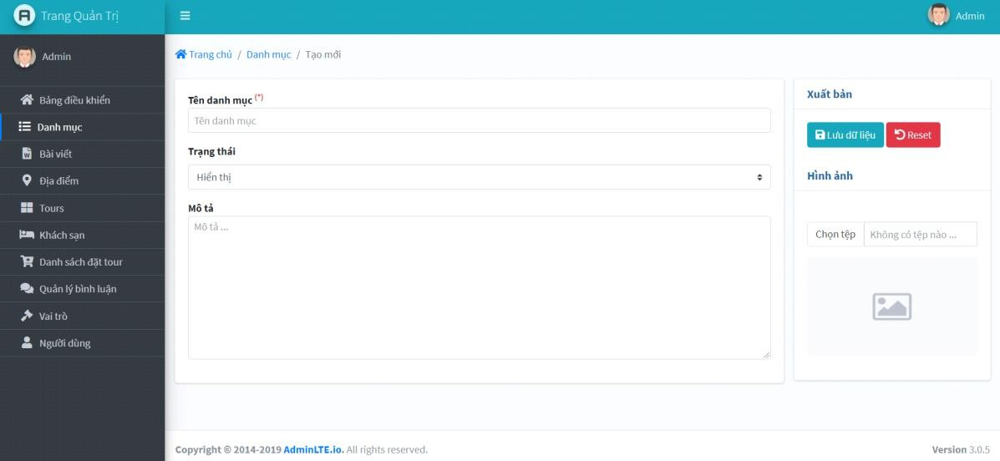 Trang Quản Trị
Admin
Admin
Bảng điều khiển
Danh mục
Bài viết
Địa điểm
Tours
Khách sạn
Danh sách đặt tour
Quản lý bình luận
Vai trò
Người dùng
Trang chủ / Danh mục / Tạo mới
Tên danh mục (*)
Tên danh mục
Trạng thái
Hiển thị
Mô tả
Mô tả ...
Xuất bản
Lưu dữ liệu Reset
Hình ảnh
Chọn tệp Không có tệp nào ...
Copyright © 2014-2019 AdminLTE.io. All rights reserved.
Version 3.0.5